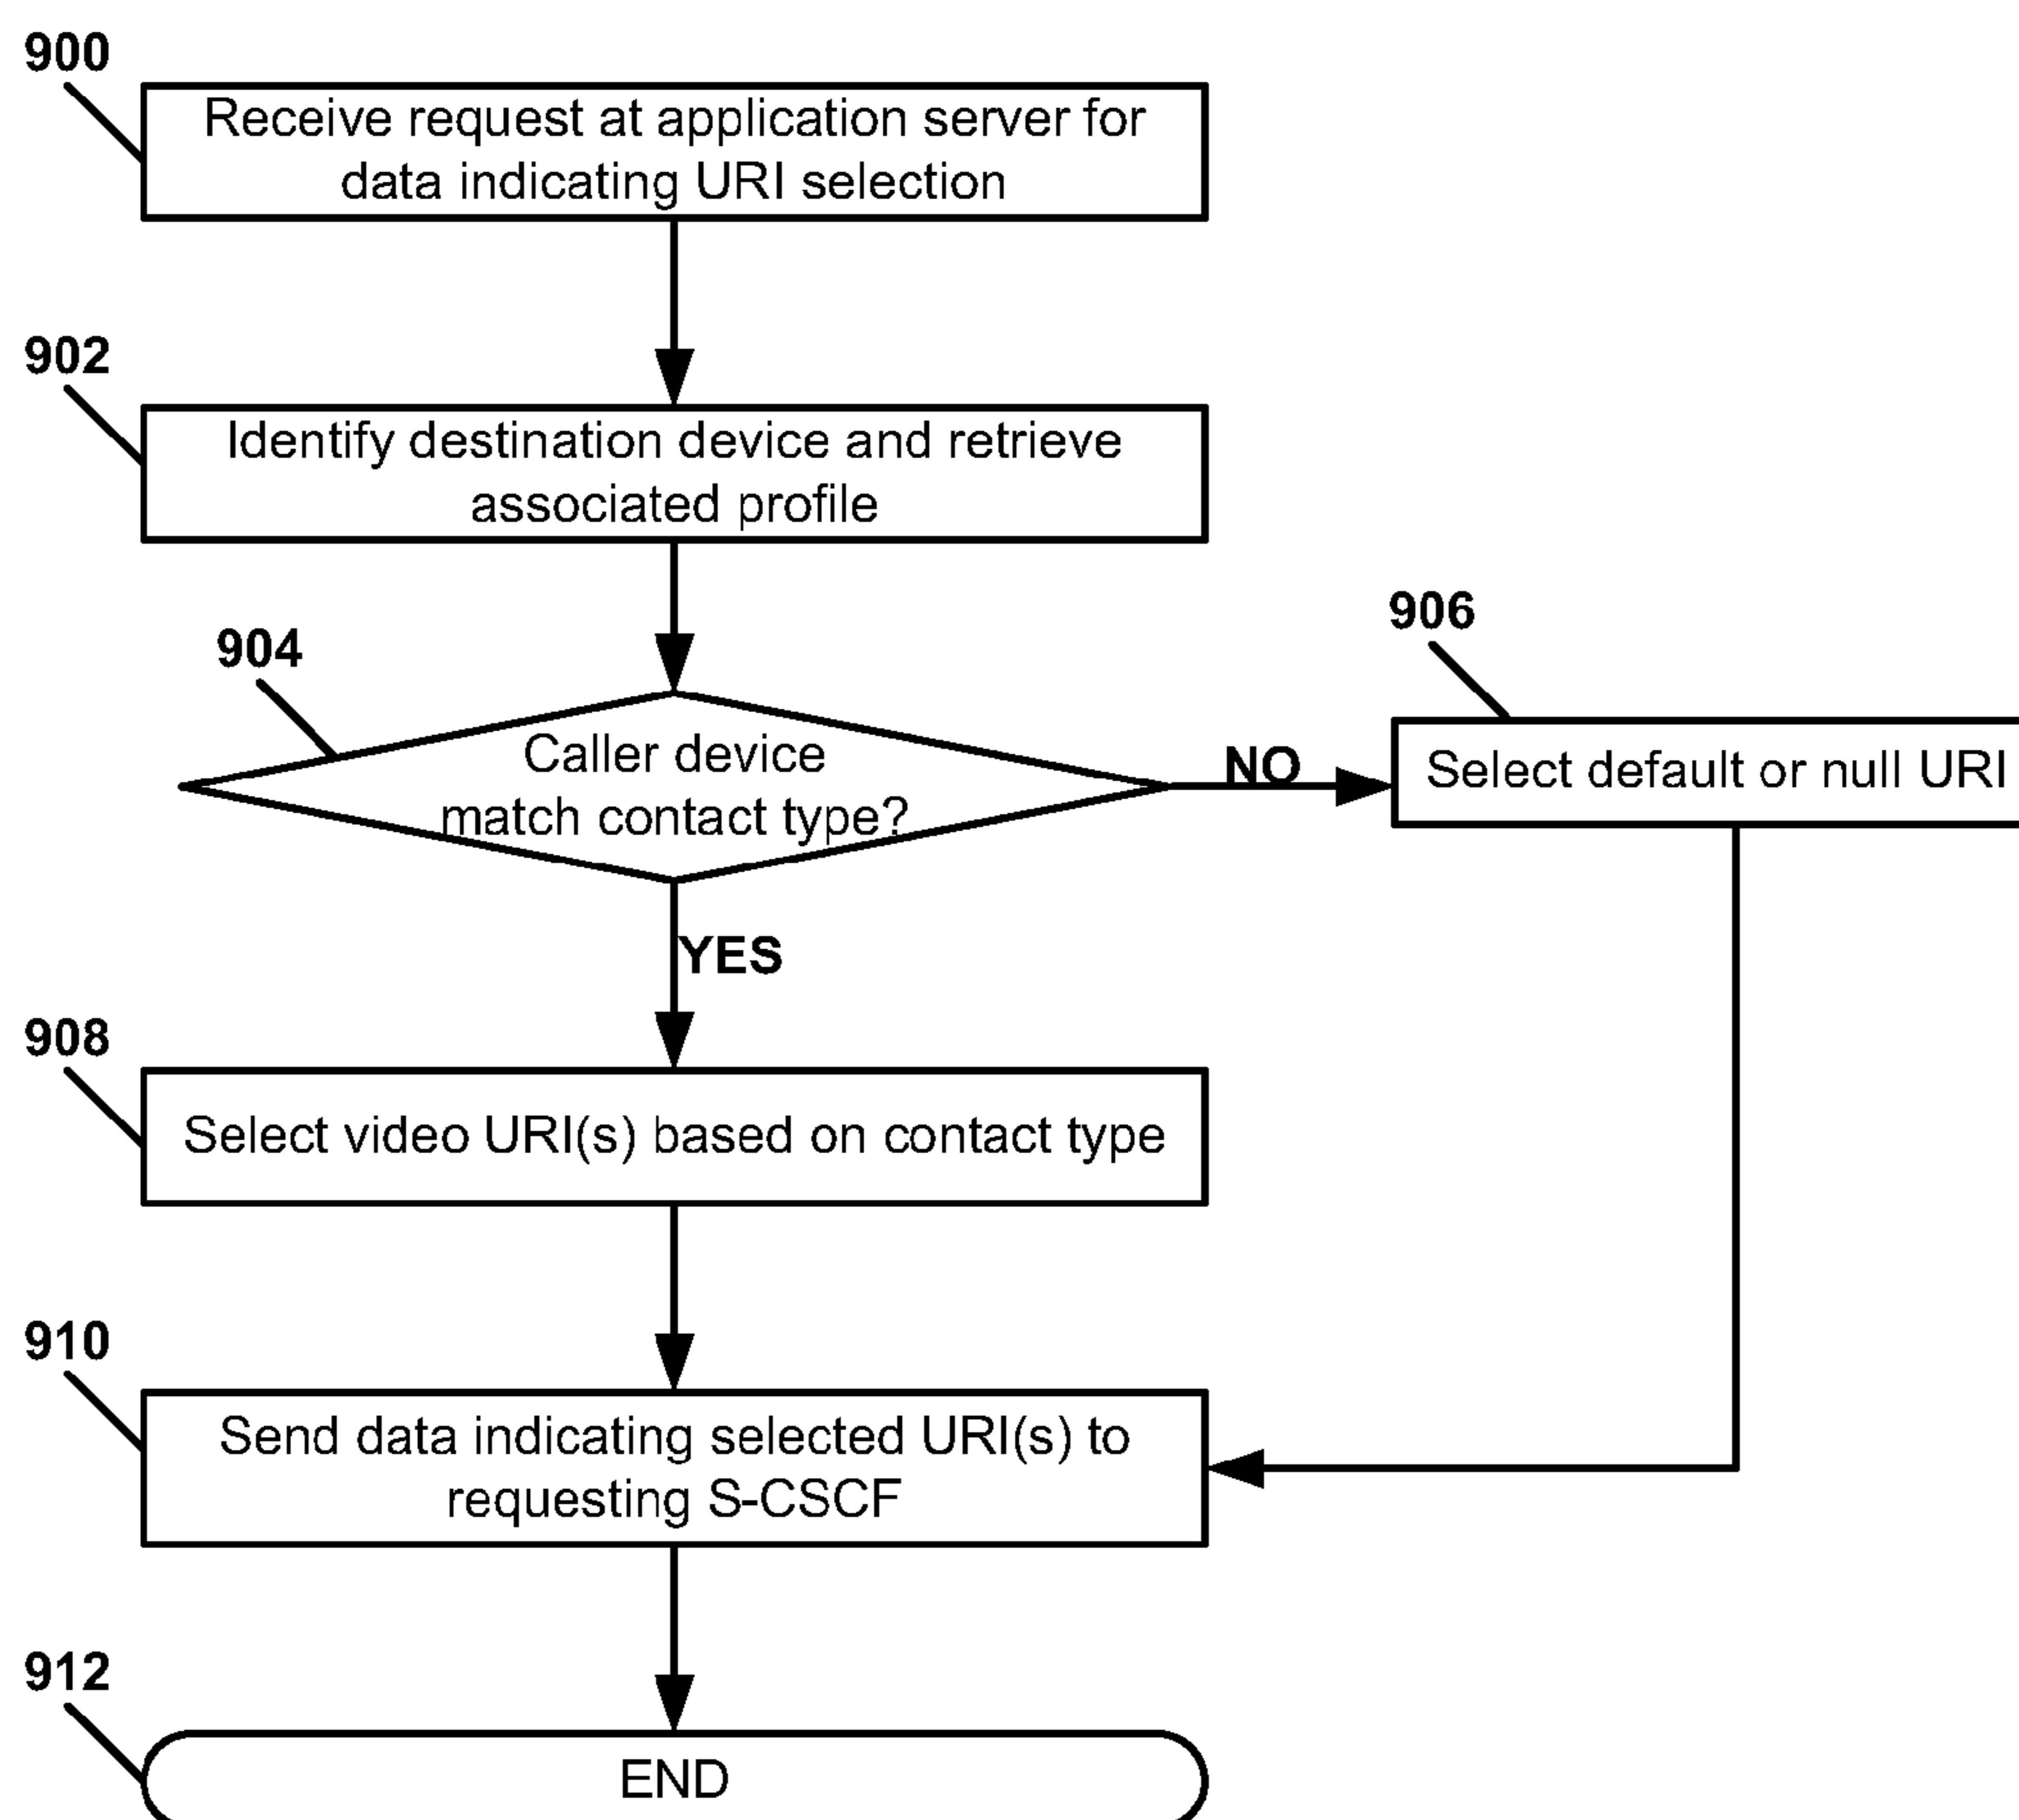 900
Receive request at application server for
data indicating URI selection
902
Identify destination device and retrieve
associated profile
904
Caller device
match contact type?
NO
906
Select default or null URI
YES
908
Select video URI(s) based on contact type
910
Send data indicating selected URI(s) to
requesting S-CSCF
912
END